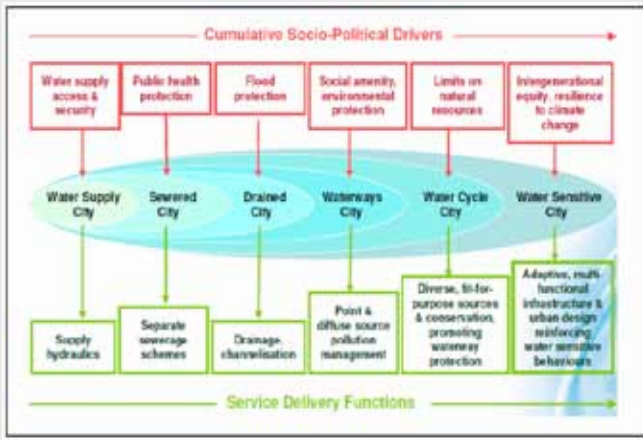 Cumulative Socio-Political Drivers
Water supply
access &
security
Public health
protection
Flood
protection
Social amenity,
environmental
protection
Limits on
natural
resources
Intergenerational
equity, resilience
to climate
change
Water Supply
City
Sewered
City
Drained
City
Waterways
City
Water Cycle
City
Water Sensitive
City
Supply
hydraulics
Separate
sewerage
schemes
Drainage,
channelisation
Point &
diffuse source
pollution
management
Diverse, fit-for-
purpose sources
& conservation,
promoting
waterway
protection
Adaptive, multi-
functional
infrastructure &
urban design
reinforcing
water sensitive
behaviours
Service Delivery Functions